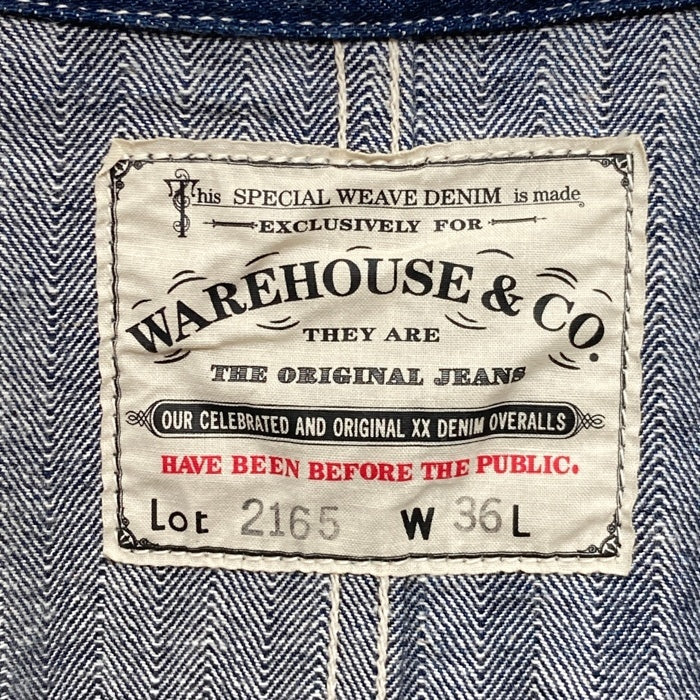 This SPECIAL WEAVE DENIM is made
EXCLUSIVELY FOR
WAREHOUSE & CO.
THEY ARE
THE ORIGINAL JEANS
OUR CELEBRATED AND ORIGINAL XX DENIM OVERALLS
HAVE BEEN BEFORE THE PUBLIC.
Lot 2165 W 36 L